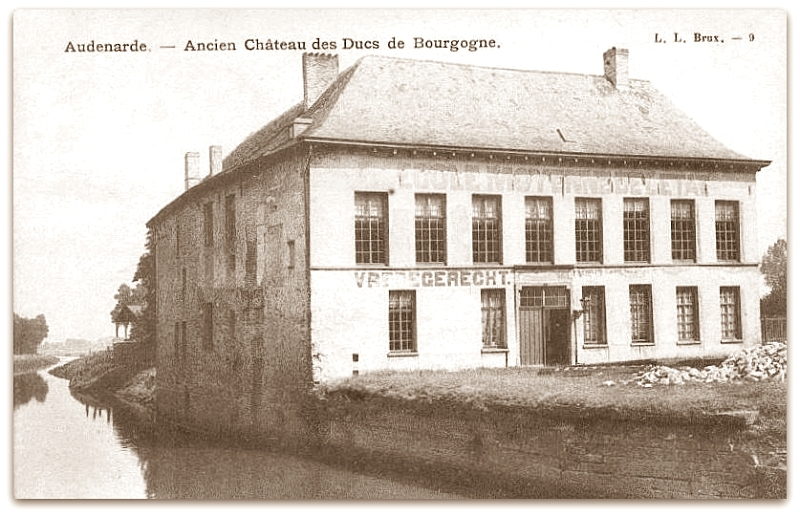 Audenarde. — Ancien Château des Ducs de Bourgogne.
L. L. Brux. — 9
VREDEGERECHT.